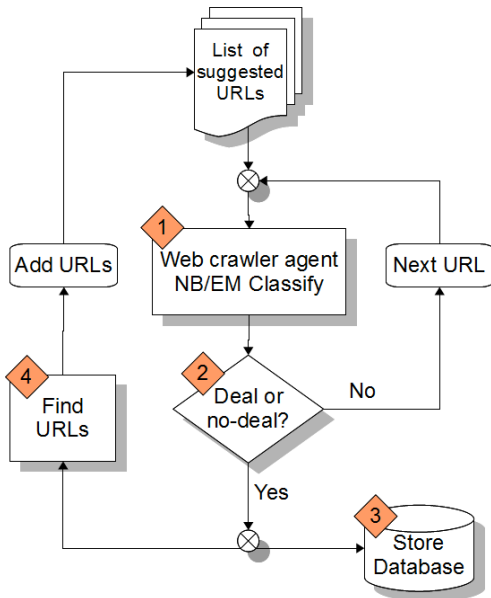 List of
suggested
URLs
1
Web crawler agent
NB/EM Classify
Add URLs
Next URL
2
Deal or
no-deal?
No
4
Find
URLs
Yes
3
Store
Database